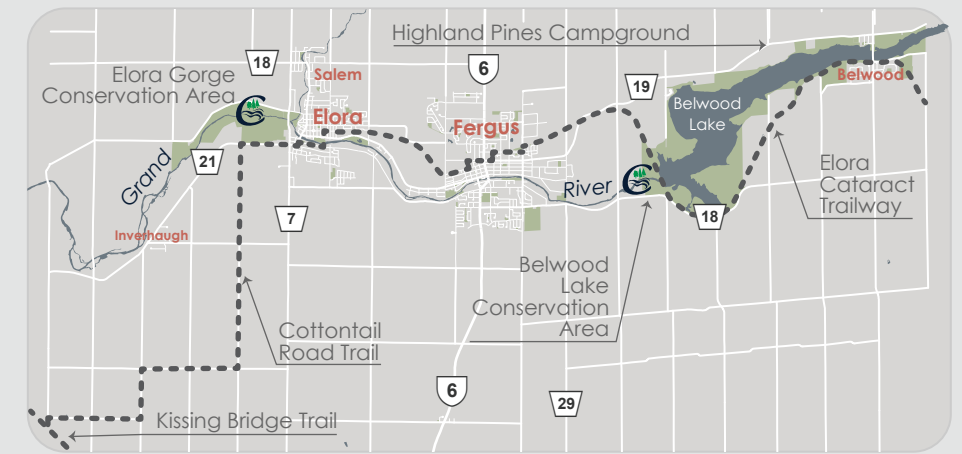 Highland Pines Campground
18
6
Elora Gorge
Conservation Area
Salem
Belwood
19
Belwood
Lake
Elora
Fergus
21
Grand
River
Elora
Cataract
Trailway
7
18
Inverhaugh
Belwood
Lake
Conservation
Area
Cottontail
Road Trail
6
29
Kissing Bridge Trail